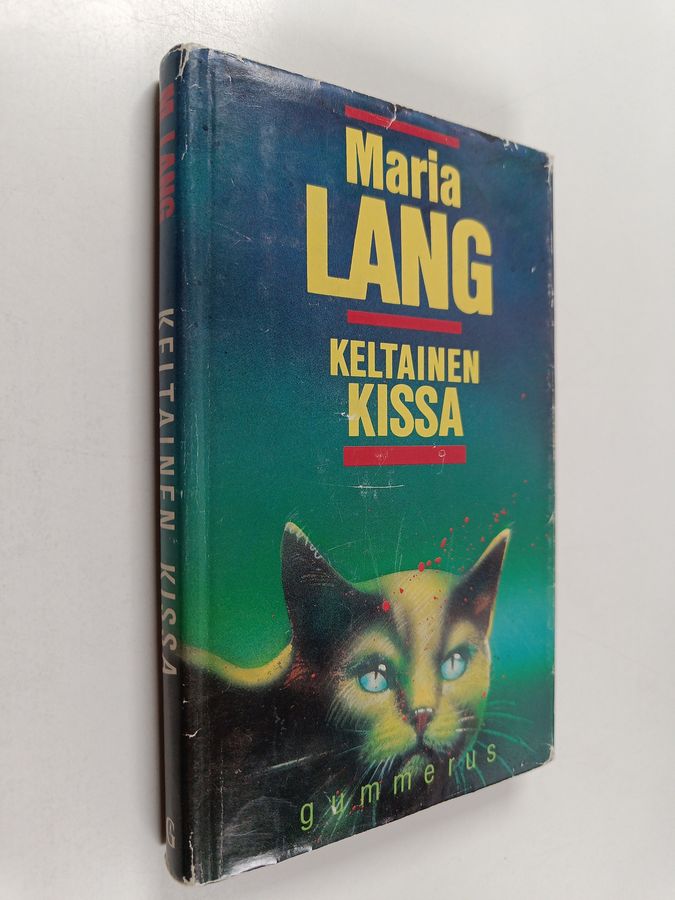 Maria
LANG
KELTAINEN
KISSA
gummerus
M. LANG
KELTAINEN KISSA
G